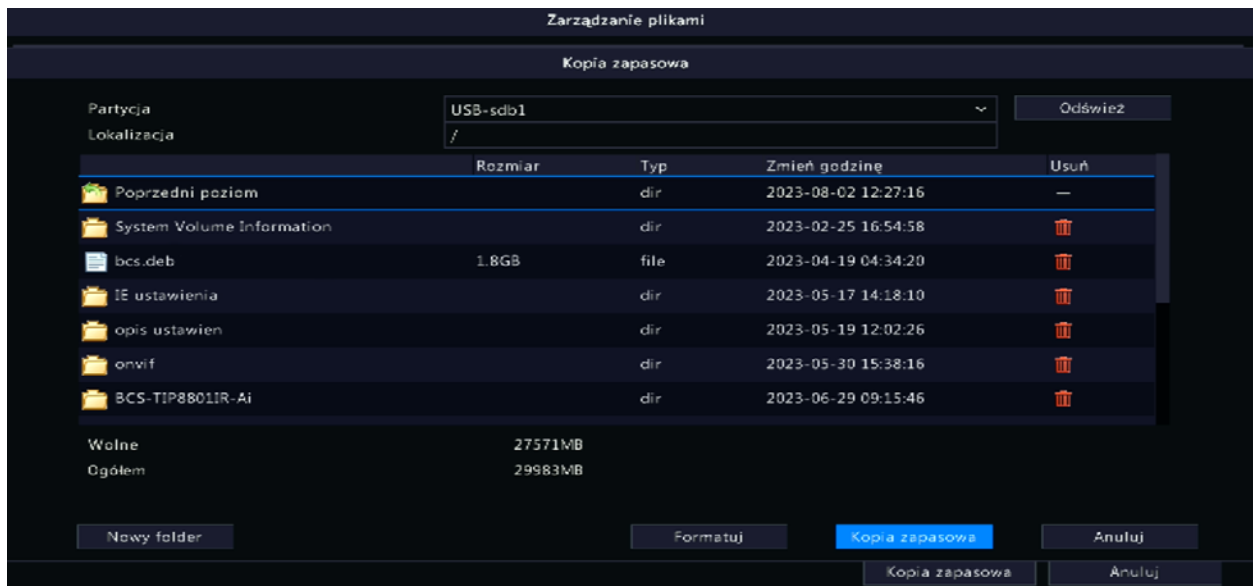 Zarządzanie plikami
Kopia zapasowa
Partycja USB-sdb1 Odśwież
Lokalizacja /
Rozmiar Typ Zmień godzinę Usuń
Poprzedni poziom dir 2023-08-02 12:27:16 —
System Volume Information dir 2023-02-25 16:54:58
bcs.deb 1.8GB file 2023-04-19 04:34:20
IE ustawienia dir 2023-05-17 14:18:10
opis ustawien dir 2023-05-19 12:02:26
onvif dir 2023-05-30 15:38:16
BCS-TIP8801IR-Ai dir 2023-06-29 09:15:46
Wolne 27571MB
Ogółem 29983MB
Nowy folder Formatuj Kopia zapasowa Anuluj
Kopia zapasowa Anuluj